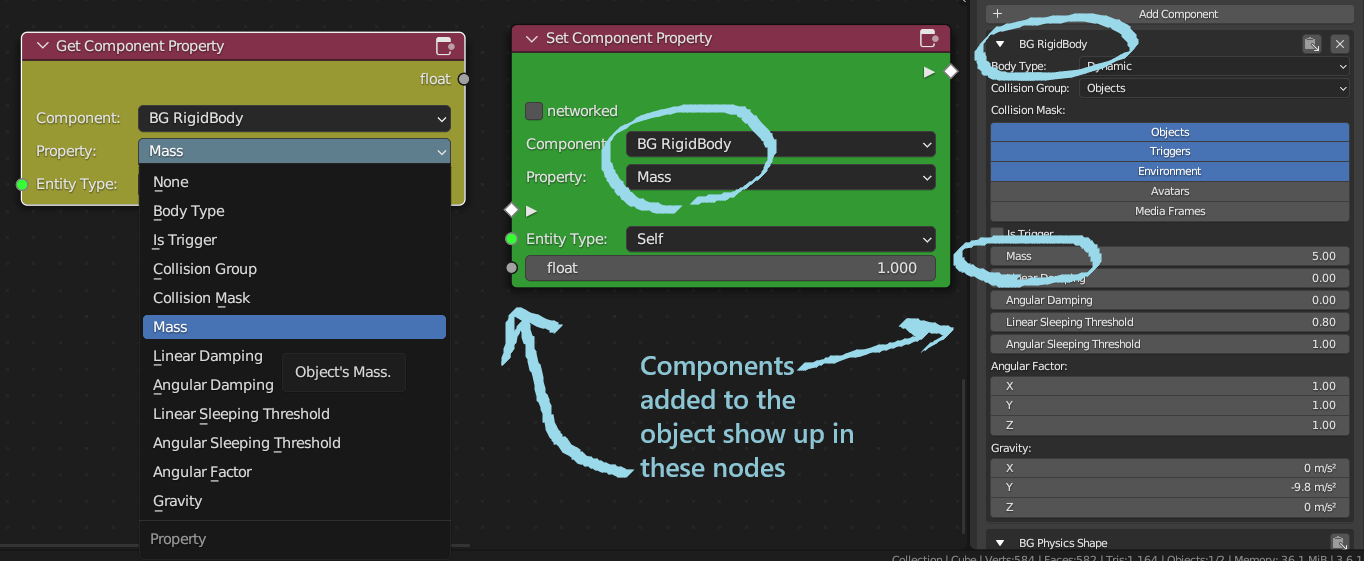 Get Component Property
float
Component:
BG RigidBody
Property:
Mass
Entity Type:
None
Body Type
Is Trigger
Collision Group
Collision Mask
Mass
Linear Damping
Angular Damping
Linear Sleeping Threshold
Angular Sleeping Threshold
Angular Factor
Gravity
Property
Object's Mass.
Set Component Property
networked
Component
BG RigidBody
Property:
Mass
Entity Type:
Self
float
1.000
Components
added to the
object show up in
these nodes
+ Add Component
BG RigidBody
Body Type:
Dynamic
Collision Group:
Objects
Collision Mask:
Objects
Triggers
Environment
Avatars
Media Frames
Is Trigger
Mass 5.00
Linear Damping 0.00
Angular Damping 0.00
Linear Sleeping Threshold 0.80
Angular Sleeping Threshold 1.00
Angular Factor:
X 1.00
Y 1.00
Z 1.00
Gravity:
X 0 m/s²
Y -9.8 m/s²
Z 0 m/s²
BG Physics Shape
Collection | Cube | Verts:584 | Faces:582 | Tris:1,164 | Objects:1/2 | Memory: 36.1 MiB | 3.6.1